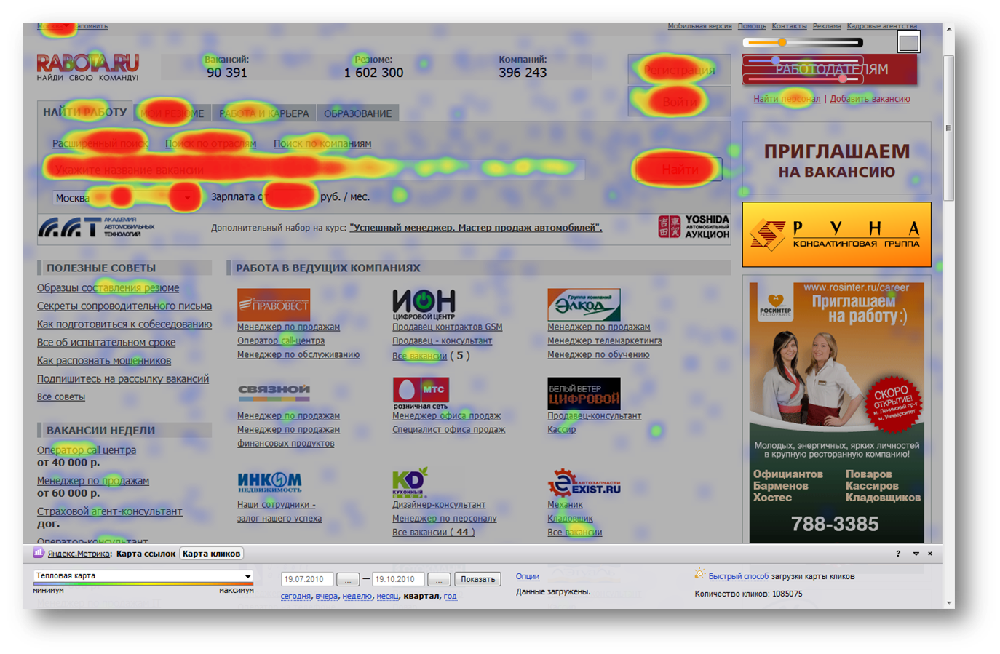 Москва запомнить
Мобильная версия Помощь Контакты Реклама Кадровые агентства
RABOTA.RU
НАЙДИ СВОЮ КОМАНДУ!
Вакансий:
90 391
Резюме:
1 602 300
Компаний:
396 243
Регистрация
Войти
РАБОТОДАТЕЛЯМ
Найти персонал | Добавить вакансию
НАЙТИ РАБОТУ МОИ РЕЗЮМЕ РАБОТА И КАРЬЕРА ОБРАЗОВАНИЕ
Расширенный поиск Поиск по отраслям Поиск по компаниям
Укажите название вакансии
Найти
Москва Зарплата от руб. / мес.
ПРИГЛАШАЕМ
НА ВАКАНСИЮ
РУНА
КОНСАЛТИНГОВАЯ ГРУППА
ААТ АКАДЕМИЯ
АВТОМОБИЛЬНЫХ
ТЕХНОЛОГИЙ
Дополнительный набор на курс: "Успешный менеджер. Мастер продаж автомобилей".
YOSHIDA
АВТОМОБИЛЬНЫЙ
АУКЦИОН
ПОЛЕЗНЫЕ СОВЕТЫ
Образцы составления резюме
Секреты сопроводительного письма
Как подготовиться к собеседованию
Все об испытательном сроке
Как распознать мошенников
Подпишитесь на рассылку вакансий
Все советы
ВАКАНСИИ НЕДЕЛИ
Оператор call центра
от 40 000 р.
Менеджер по продажам
от 60 000 р.
Страховой агент-консультант
дог.
Оператор-консультант
РАБОТА В ВЕДУЩИХ КОМПАНИЯХ
ПРАВОВЕСТ
Менеджер по продажам
Оператор call-центра
Менеджер по обслуживанию
ИОН
ЦИФРОВОЙ ЦЕНТР
Продавец контрактов GSM
Продавец - консультант
Все вакансии ( 5 )
Группа компаний
ЭЛКОД
Менеджер по продажам
Менеджер телемаркетинга
Менеджер по обучению
СВЯЗНОЙ
Менеджер по продажам
Менеджер по продажам
финансовых продуктов
МТС
РОЗНИЧНАЯ СЕТЬ
Менеджер офиса продаж
Специалист офиса продаж
БЕЛЫЙ ВЕТЕР
ЦИФРОВОЙ
Продавец-консультант
Кассир
ИНКОМ
НЕДВИЖИМОСТЬ
Наши сотрудники -
залог нашего успеха
KD
КУХОННЫЙ
ДВОР
Дизайнер-консультант
Менеджер по персоналу
Все вакансии ( 44 )
АВТОЗАПЧАСТИ
EXIST.RU
Механик
Кладовщик
Все вакансии
www.rosinter.ru/career
РОСИНТЕР
РЕСТОРАНТС
Приглашаем
на работу:)
СКОРО
ОТКРЫТИЕ!
м. Ленинский пр-т
м. Университет
Молодых, энергичных, ярких личностей
в крупную ресторанную компанию!
Официантов Поваров
Барменов Кассиров
Хостес Кладовщиков
788-3385
Яндекс.Метрика: Карта ссылок Карта кликов
?
Тепловая карта
минимум максимум
19.07.2010 ... — 19.10.2010 ... Показать
сегодня, вчера, неделю, месяц, квартал, год
Опции
Данные загружены.
Быстрый способ загрузки карты кликов
Количество кликов: 1085075